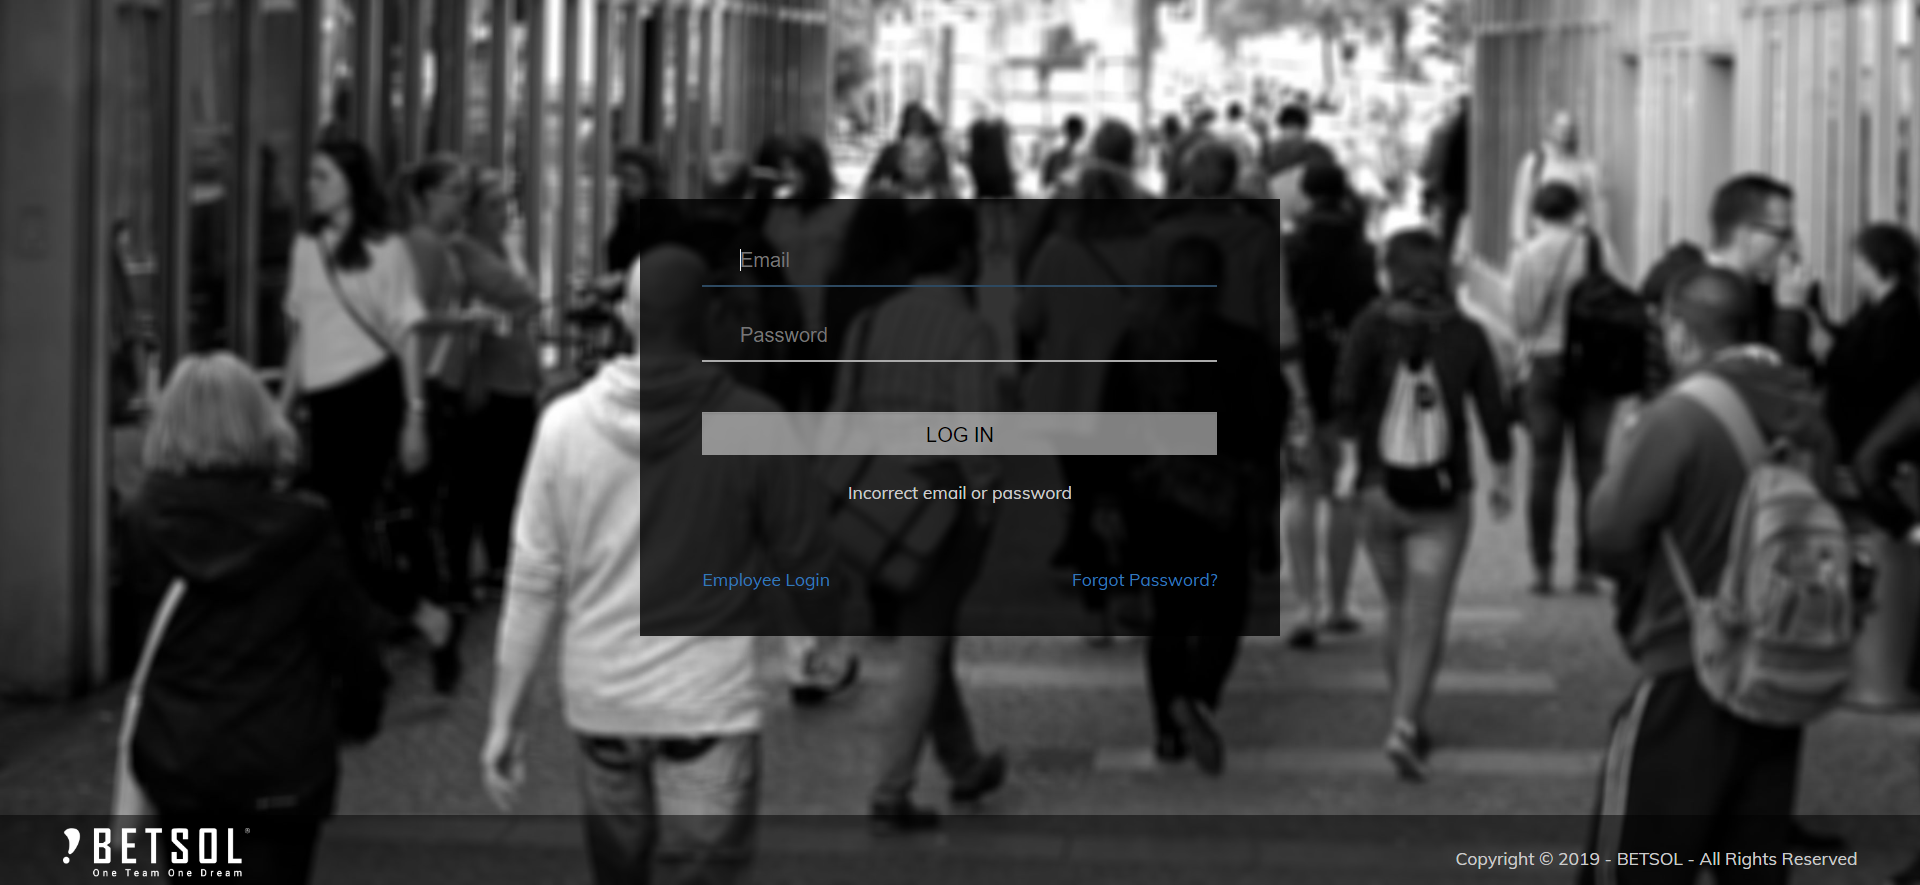 Email
Password
LOG IN
Incorrect email or password
Employee Login
Forgot Password?
BETSOL®
One Team One Dream
Copyright © 2019 - BETSOL - All Rights Reserved